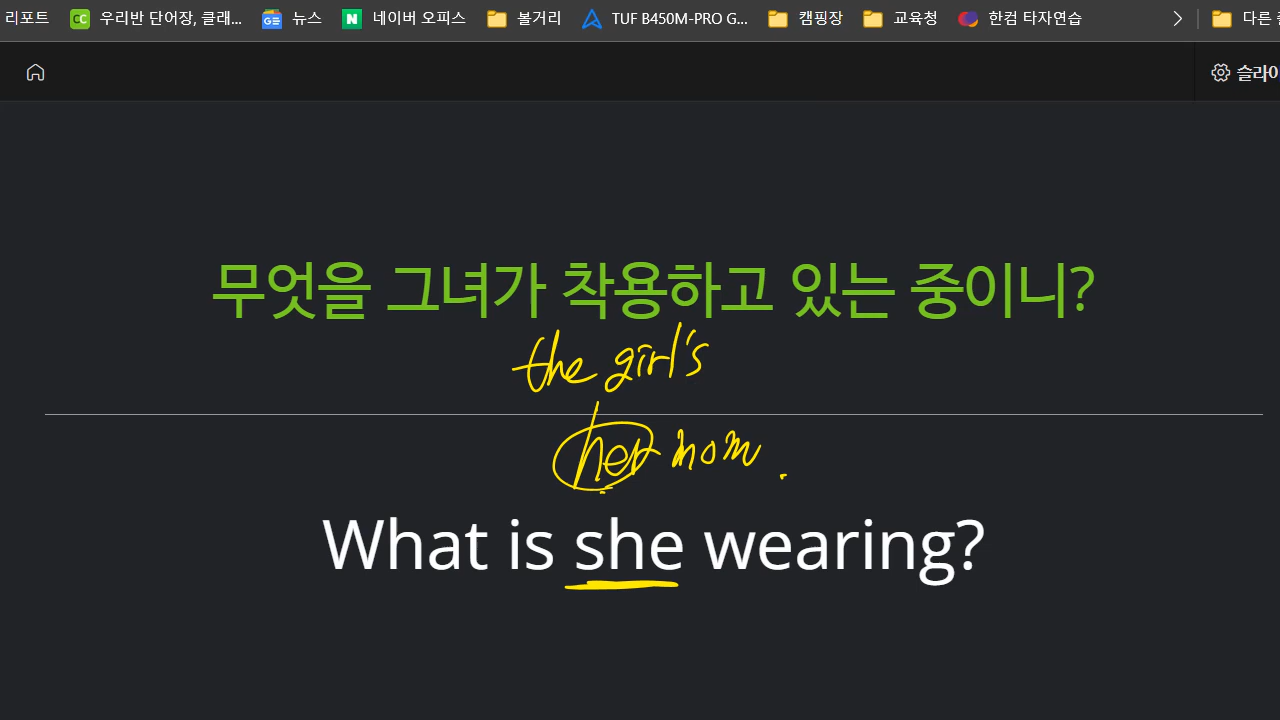 리포트 우리반 단어장, 클래... 뉴스 네이버 오피스 볼거리 TUF B450M-PRO G... 캠핑장 교육청 한컴 타자연습 다른
슬라이
무엇을 그녀가 착용하고 있는 중이니?
the girl's
her mom.
What is she wearing?